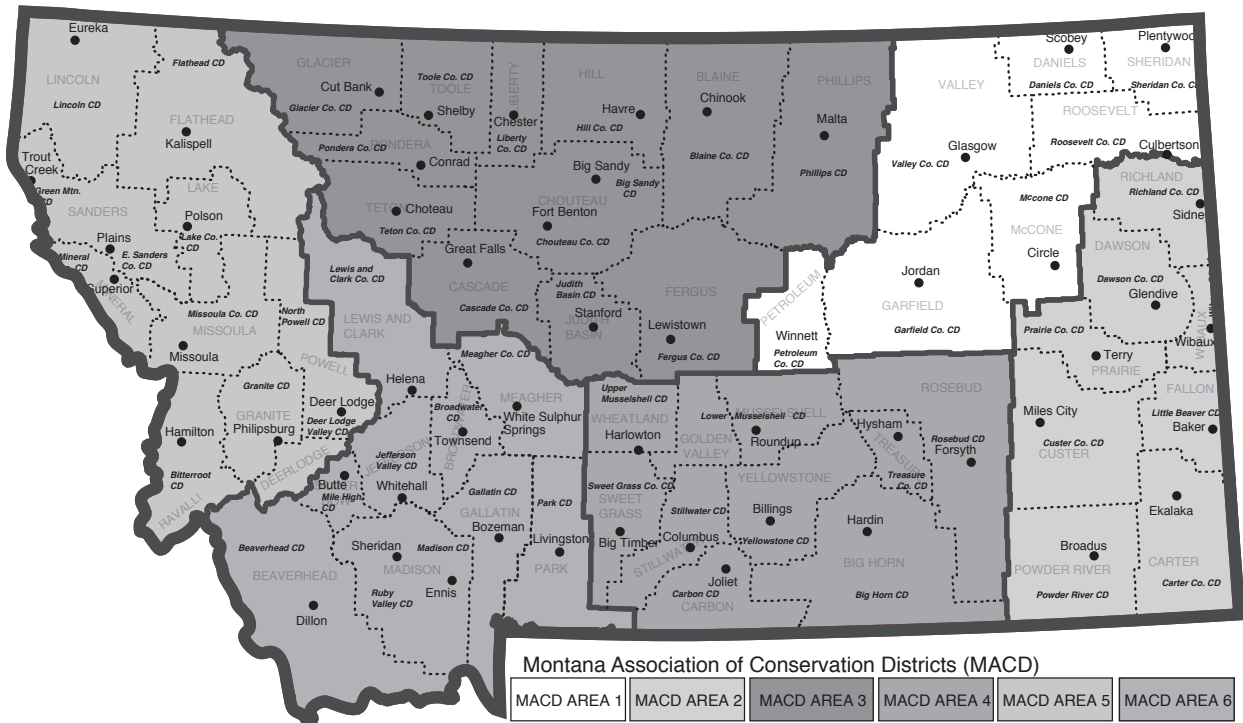 Eureka
Flathead CD
LINCOLN
Lincoln CD
FLATHEAD
Kalispell
Trout
Creek
Green Mtn.
CD
LAKE
SANDERS
Polson
Lake Co.
CD
Plains
E. Sanders
Co. CD
Mineral
CD
Superior
MINERAL
Missoula Co. CD
MISSOULA
North
Powell CD
Missoula
POWELL
Granite CD
GRANITE
Philipsburg
Deer Lodge
Deer Lodge
Valley CD
DEERLODGE
Hamilton
Bitterroot
CD
RAVALLI
GLACIER
Cut Bank
Glacier Co. CD
Toole Co. CD
TOOLE
Shelby
LIBERTY
Chester
Liberty
Co. CD
HILL
Havre
Hill Co. CD
BLAINE
Chinook
Blaine Co. CD
PHILLIPS
Malta
Phillips CD
Pondera Co. CD
PONDERA
Conrad
Big Sandy
Big Sandy
CD
CHOUTEAU
Fort Benton
Chouteau Co. CD
TETON
Choteau
Teton Co. CD
Great Falls
CASCADE
Cascade Co. CD
Judith
Basin CD
Stanford
JUDITH
BASIN
FERGUS
Lewistown
Fergus Co. CD
Scobey
DANIELS
Daniels Co. CD
SHERIDAN
VALLEY
Glasgow
Valley Co. CD
ROOSEVELT
Roosevelt Co. CD
Culbertson
McCone CD
McCONE
Circle
Jordan
GARFIELD
Garfield Co. CD
PETROLEUM
Winnett
Petroleum
Co. CD
RICHLAND
Richland Co. CD
Sidne
DAWSON
Dawson Co. CD
Glendive
WIBAUX
Wibaux
Prairie Co. CD
Terry
PRAIRIE
FALLON
Little Beaver CD
Baker
Miles City
Custer Co. CD
CUSTER
Ekalaka
Broadus
POWDER RIVER
Powder River CD
CARTER
Carter Co. CD
Lewis and
Clark Co. CD
LEWIS AND
CLARK
Helena
Meagher Co. CD
MEAGHER
White Sulphur
Springs
Broadwater
CD
Townsend
JEFFERSON
Jefferson
Valley CD
Whitehall
Butte
Mile High
CD
Gallatin CD
GALLATIN
Bozeman
Park CD
Livingston
PARK
Beaverhead CD
BEAVERHEAD
Dillon
Sheridan
Madison CD
MADISON
Ruby
Valley CD
Ennis
Upper
Musselshell CD
WHEATLAND
Harlowton
Lower Musselshell CD
MUSSELSHELL
Roundup
GOLDEN
VALLEY
ROSEBUD
Hysham
TREASURE
Treasure
Co. CD
Rosebud CD
Forsyth
Sweet Grass Co. CD
SWEET
GRASS
Big Timber
Stillwater CD
Columbus
YELLOWSTONE
Billings
Yellowstone CD
Hardin
BIG HORN
Big Horn CD
Joliet
Carbon CD
CARBON
Montana Association of Conservation Districts (MACD)
MACD AREA 1
MACD AREA 2
MACD AREA 3
MACD AREA 4
MACD AREA 5
MACD AREA 6